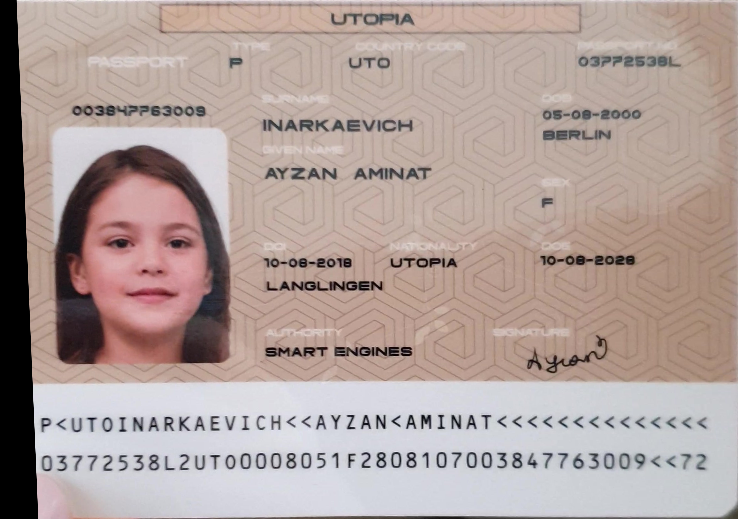 UTOPIA
PASSPORT
TYPE
P
COUNTRY CODE
UTO
PASSPORT NO
03772538L
003847763009
SURNAME
INARKAEVICH
DOB
05-08-2000
BERLIN
GIVEN NAME
AYZAN AMINAT
SEX
F
DOI
10-08-2018
LANGLINGEN
NATIONALITY
UTOPIA
DOE
10-08-2028
AUTHORITY
SMART ENGINES
SIGNATURE
Ayzan
P<UTOINARKAEVICH<<AYZAN<AMINAT<<<<<<<<<<<<<<
03772538L2UTO0008051F2808107003847763009<<72